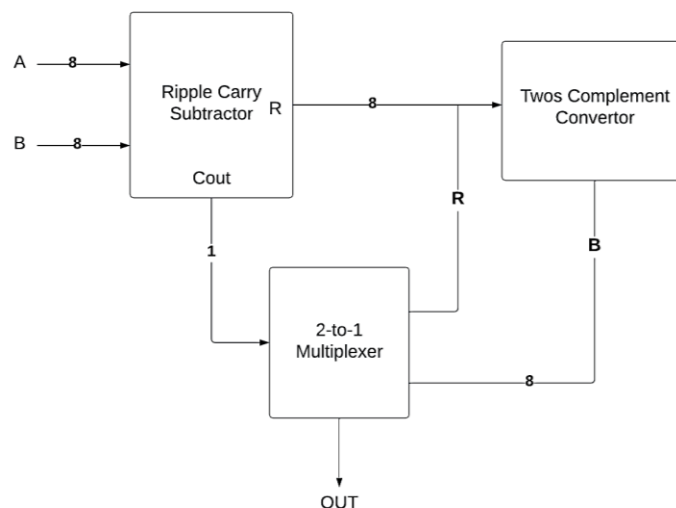 A
8
B
8
Ripple Carry
Subtractor
R
Cout
8
Twos Complement
Convertor
R
B
1
2-to-1
Multiplexer
8
OUT